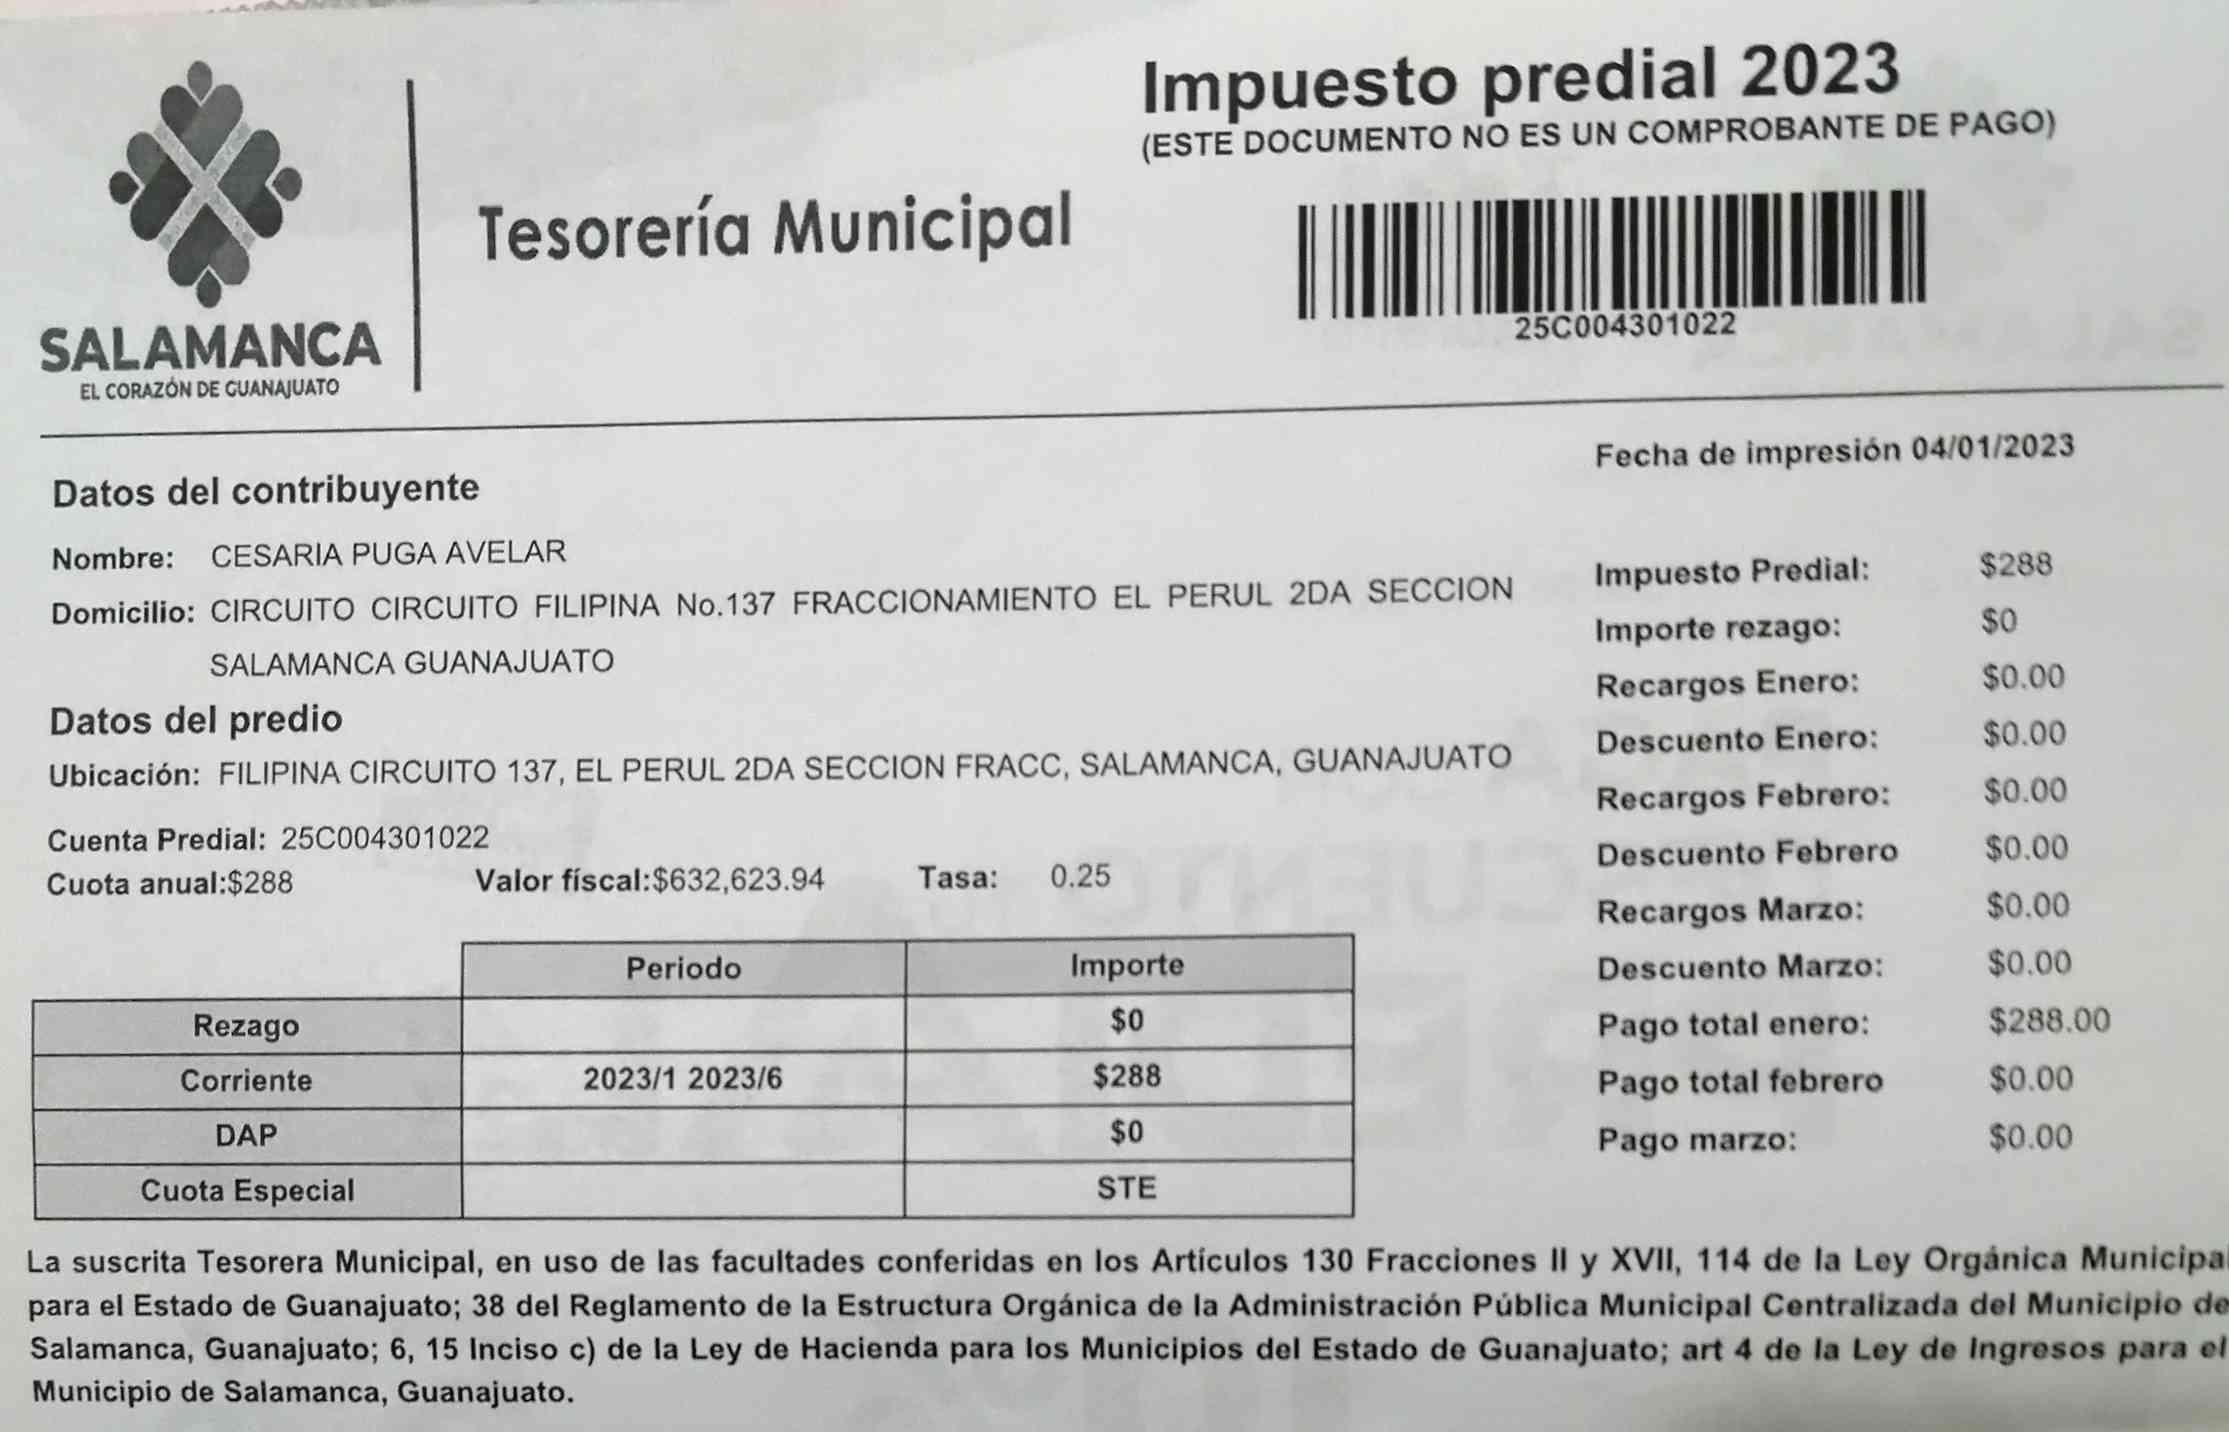 SALAMANCA
EL CORAZÓN DE GUANAJUATO
Tesorería Municipal
Impuesto predial 2023
(ESTE DOCUMENTO NO ES UN COMPROBANTE DE PAGO)
25C004301022
Fecha de impresión 04/01/2023
Datos del contribuyente
Nombre: CESARIA PUGA AVELAR
Domicilio: CIRCUITO CIRCUITO FILIPINA No.137 FRACCIONAMIENTO EL PERUL 2DA SECCION
SALAMANCA GUANAJUATO
Datos del predio
Ubicación: FILIPINA CIRCUITO 137, EL PERUL 2DA SECCION FRACC, SALAMANCA, GUANAJUATO
Cuenta Predial: 25C004301022
Cuota anual:$288 Valor físcal:$632,623.94 Tasa: 0.25
Periodo Importe
Rezago $0
Corriente 2023/1 2023/6 $288
DAP $0
Cuota Especial STE
Impuesto Predial: $288
Importe rezago: $0
Recargos Enero: $0.00
Descuento Enero: $0.00
Recargos Febrero: $0.00
Descuento Febrero $0.00
Recargos Marzo: $0.00
Descuento Marzo: $0.00
Pago total enero: $288.00
Pago total febrero $0.00
Pago marzo: $0.00
La suscrita Tesorera Municipal, en uso de las facultades conferidas en los Artículos 130 Fracciones II y XVII, 114 de la Ley Orgánica Municipal
para el Estado de Guanajuato; 38 del Reglamento de la Estructura Orgánica de la Administración Pública Municipal Centralizada del Municipio de
Salamanca, Guanajuato; 6, 15 Inciso c) de la Ley de Hacienda para los Municipios del Estado de Guanajuato; art 4 de la Ley de Ingresos para el
Municipio de Salamanca, Guanajuato.